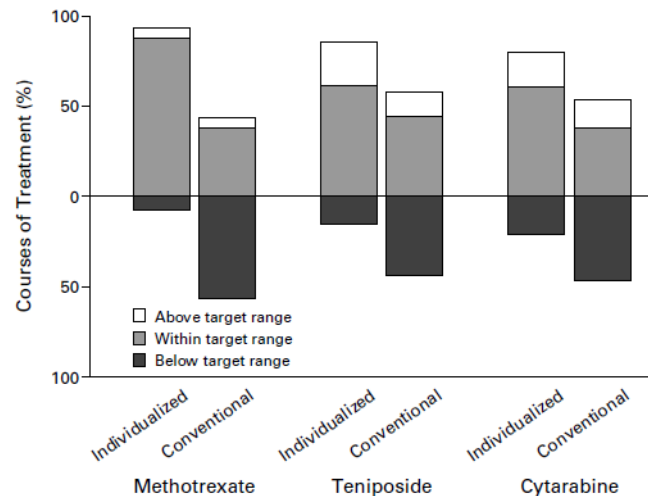 100
50
0
50
100
Courses of Treatment (%)
Above target range
Within target range
Below target range
Individualized
Conventional
Individualized
Conventional
Individualized
Conventional
Methotrexate
Teniposide
Cytarabine